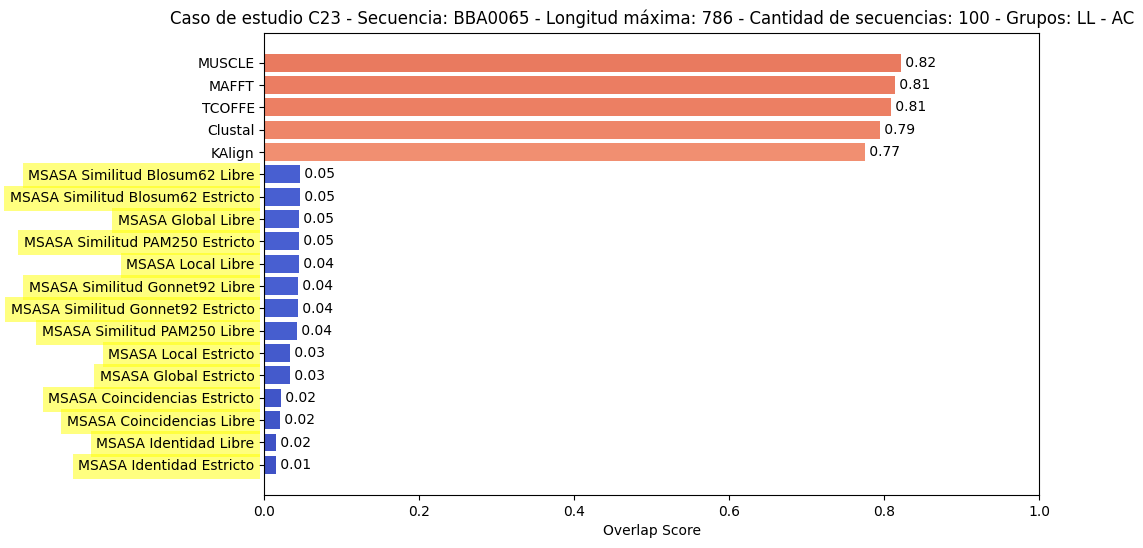 Caso de estudio C23 - Secuencia: BBA0065 - Longitud máxima: 786 - Cantidad de secuencias: 100 - Grupos: LL - AC
MUSCLE 0.82
MAFFT 0.81
TCOFFE 0.81
Clustal 0.79
KAlign 0.77
MSASA Similitud Blosum62 Libre 0.05
MSASA Similitud Blosum62 Estricto 0.05
MSASA Global Libre 0.05
MSASA Similitud PAM250 Estricto 0.05
MSASA Local Libre 0.04
MSASA Similitud Gonnet92 Libre 0.04
MSASA Similitud Gonnet92 Estricto 0.04
MSASA Similitud PAM250 Libre 0.04
MSASA Local Estricto 0.03
MSASA Global Estricto 0.03
MSASA Coincidencias Estricto 0.02
MSASA Coincidencias Libre 0.02
MSASA Identidad Libre 0.02
MSASA Identidad Estricto 0.01
0.0 0.2 0.4 0.6 0.8 1.0
Overlap Score